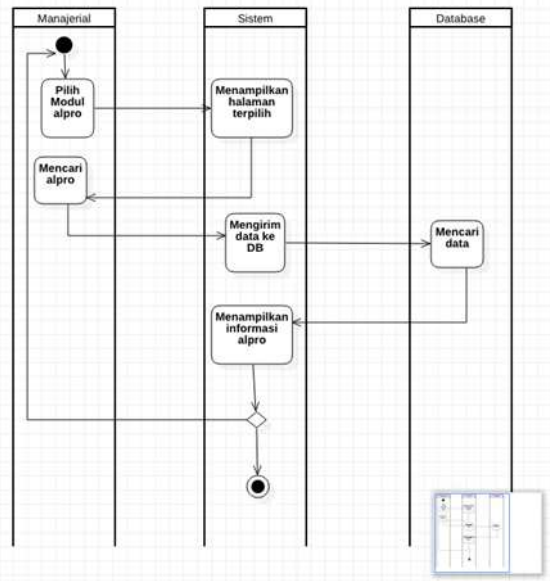 Manajerial
Sistem
Database
Pilih
Modul
alpro
Menampilkan
halaman
terpilih
Mencari
alpro
Mengirim
data ke
DB
Mencari
data
Menampilkan
informasi
alpro